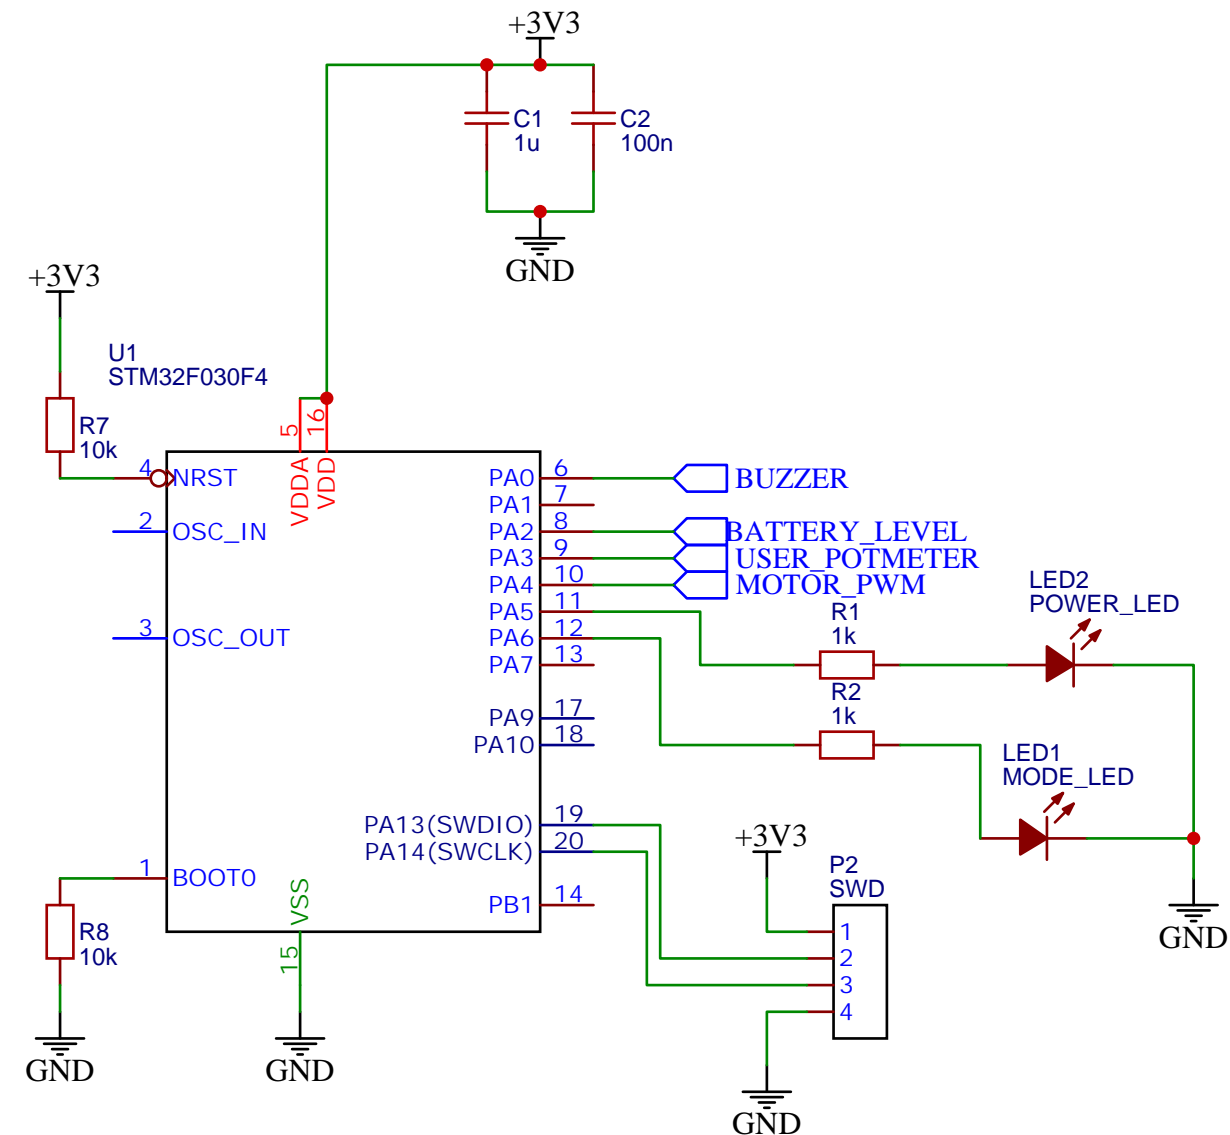 +3V3
C1
1u
C2
100n
GND
+3V3
U1
STM32F030F4
R7
10k
5
16
VDDA
VDD
4
NRST
2
OSC_IN
3
OSC_OUT
1
BOOT0
R8
10k
VSS
15
GND
GND
PA0
6
BUZZER
PA1
7
PA2
8
BATTERY_LEVEL
PA3
9
USER_POTMETER
PA4
10
MOTOR_PWM
PA5
11
PA6
12
PA7
13
PA9
17
PA10
18
PA13(SWDIO)
19
PA14(SWCLK)
20
PB1
14
R1
1k
LED2
POWER_LED
R2
1k
LED1
MODE_LED
GND
+3V3
P2
SWD
1
2
3
4
GND